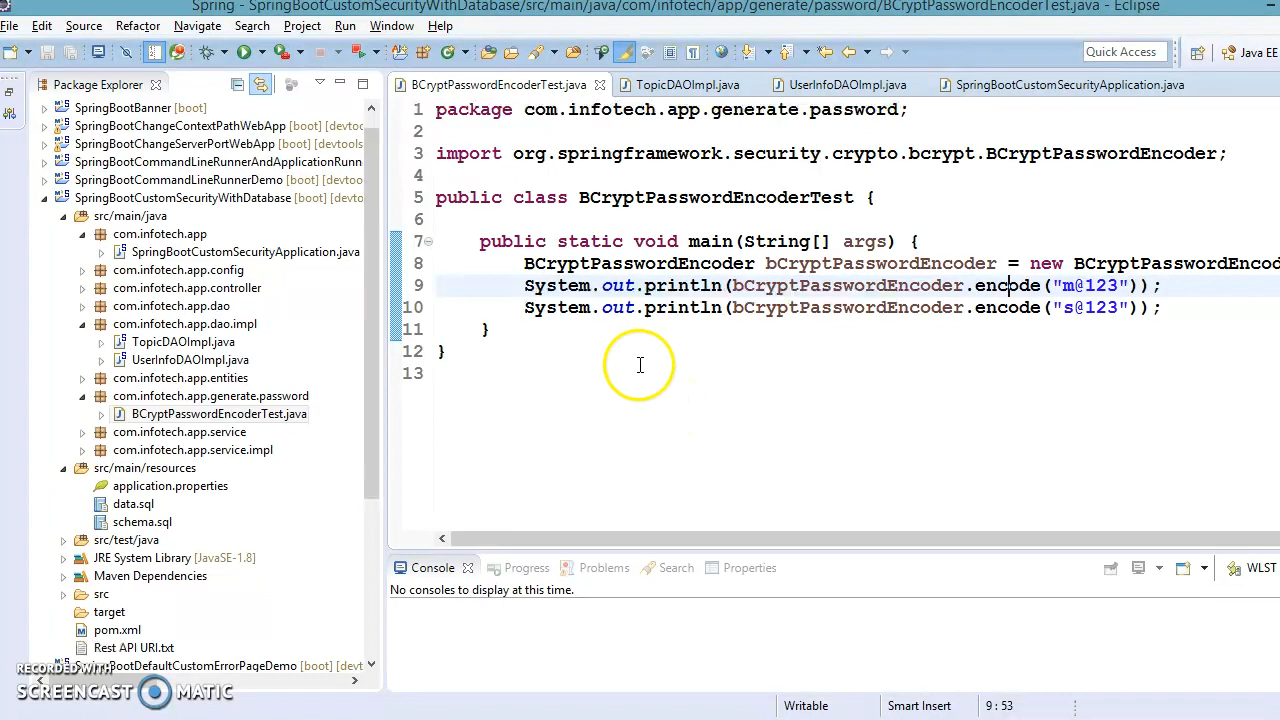 Spring - SpringBootCustomSecurityWithDatabase/src/main/java/com/infotech/app/generate/password/BCryptPasswordEncoderTest.java - Eclipse
File Edit Source Refactor Navigate Search Project Run Window Help
Quick Access
Java EE
Package Explorer
SpringBootBanner [boot]
SpringBootChangeContextPathWebApp [boot] [devtools
SpringBootChangeServerPortWebApp [boot] [devtools
SpringBootCommandLineRunnerAndApplicationRunn
SpringBootCommandLineRunnerDemo [boot] [devtoo
SpringBootCustomSecurityWithDatabase [boot] [devto
src/main/java
com.infotech.app
SpringBootCustomSecurityApplication.java
com.infotech.app.config
com.infotech.app.controller
com.infotech.app.dao
com.infotech.app.dao.impl
TopicDAOImpl.java
UserInfoDAOImpl.java
com.infotech.app.entities
com.infotech.app.generate.password
BCryptPasswordEncoderTest.java
com.infotech.app.service
com.infotech.app.service.impl
src/main/resources
application.properties
data.sql
schema.sql
src/test/java
JRE System Library [JavaSE-1.8]
Maven Dependencies
src
target
pom.xml
Rest API URI.txt
SpringBootDefaultCustomErrorPageDemo [boot] [devt
BCryptPasswordEncoderTest.java TopicDAOImpl.java UserInfoDAOImpl.java SpringBootCustomSecurityApplication.java
1 package com.infotech.app.generate.password;
2
3 import org.springframework.security.crypto.bcrypt.BCryptPasswordEncoder;
4
5 public class BCryptPasswordEncoderTest {
6
7 public static void main(String[] args) {
8 BCryptPasswordEncoder bCryptPasswordEncoder = new BCryptPasswordEncod
9 System.out.println(bCryptPasswordEncoder.encode("m@123"));
10 System.out.println(bCryptPasswordEncoder.encode("s@123"));
11 }
12 }
13
Console Progress Problems Search Properties
WLST
No consoles to display at this time.
RECORDED WITH
SCREENCAST MATIC
Writable Smart Insert 9 : 53